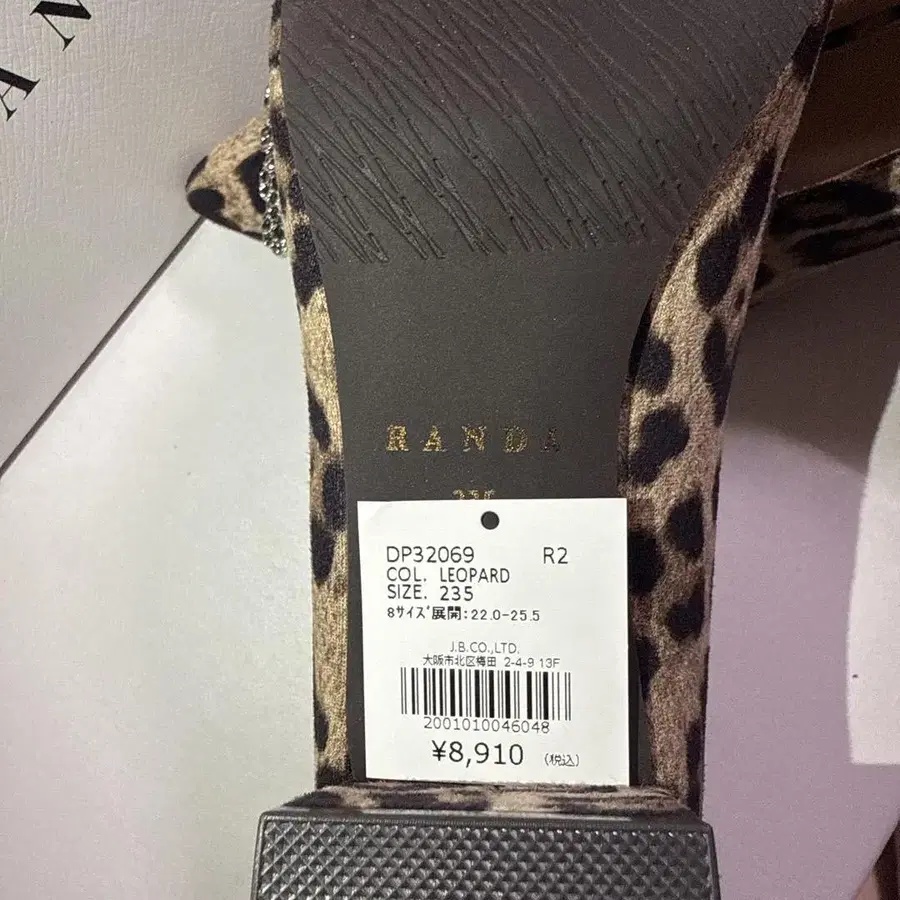 RANDA
DP32069 R2
COL. LEOPARD
SIZE. 235
8サイズ展開:22.0-25.5
J.B.CO.,LTD.
大阪市北区梅田 2-4-9 13F
2001010046048
¥8,910 (税込)